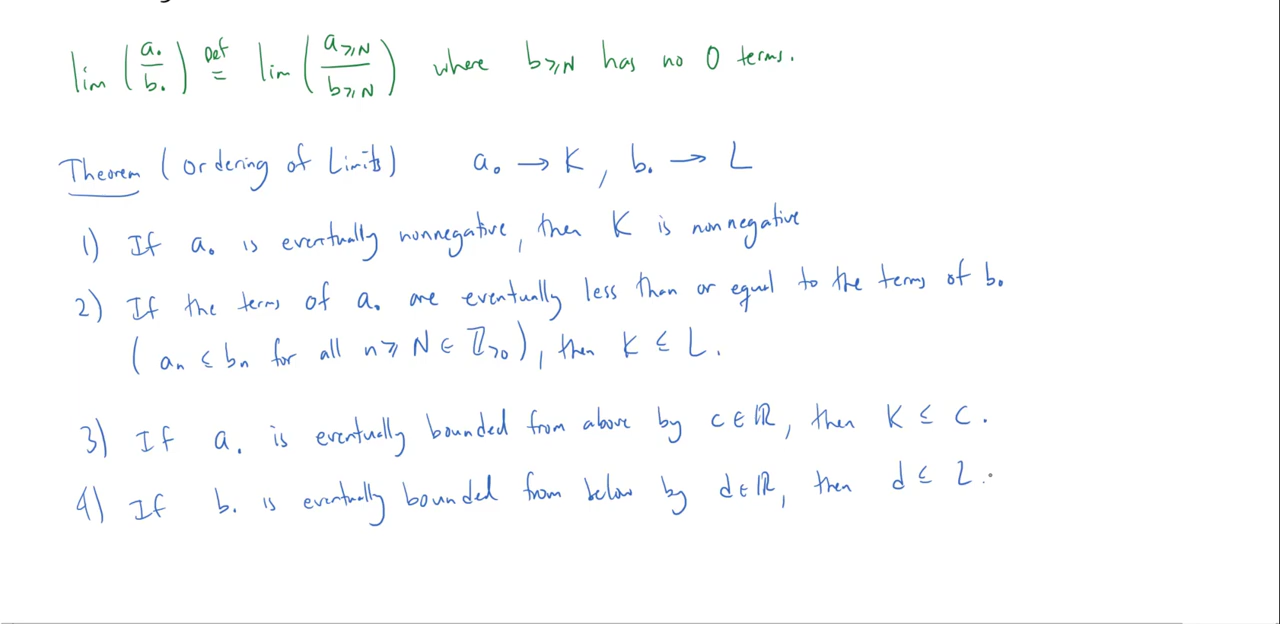 lim (a./b.) Def= lim (a≥N/b≥N) where b≥N has no 0 terms.
Theorem (Ordering of Limits) a. → K, b. → L
1) If a. is eventually nonnegative, then K is nonnegative
2) If the terms of a. are eventually less than or equal to the terms of b.
(an ≤ bn for all n ≥ N ∈ ℤ>0), then K ≤ L.
3) If a. is eventually bounded from above by c ∈ ℝ, then K ≤ c.
4) If b. is eventually bounded from below by d ∈ ℝ, then d ≤ L.